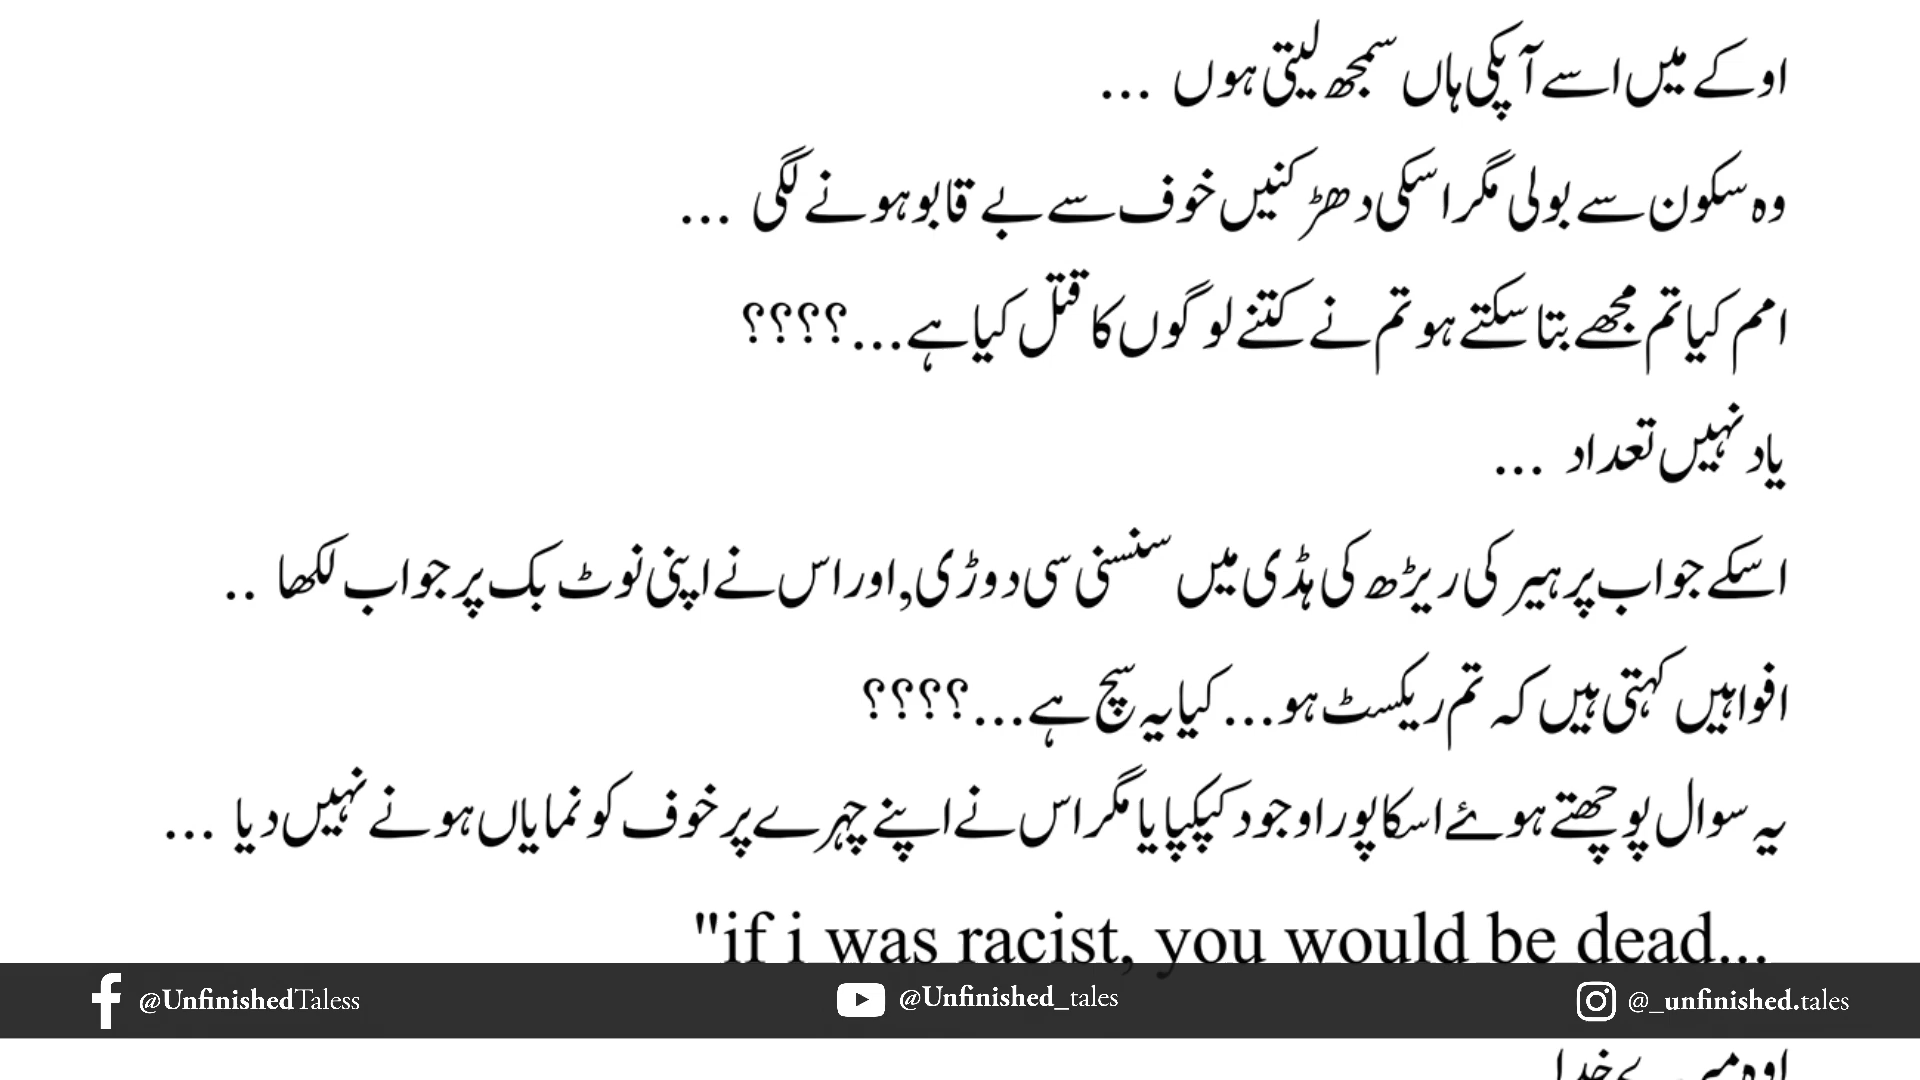 اوکے میں اسے آپکی ہاں سمجھ لیتی ہوں ...
وہ سکون سے بولی مگر اسکی دھڑکنیں خوف سے بے قابو ہونے لگی ...
امم کیا تم مجھے بتا سکتے ہو تم نے کتنے لوگوں کا قتل کیا ہے...؟؟؟؟
یاد نہیں تعداد ...
اسکے جواب پر ہیر کی ریڑھ کی ہڈی میں سنسنی سی دوڑی, اور اس نے اپنی نوٹ بک پر جواب لکھا ..
افواہیں کہتی ہیں کہ تم ریکسٹ ہو... کیا یہ سچ ہے...؟؟؟؟
یہ سوال پوچھتے ہوئے اسکا پورا وجود کپکپایا مگر اس نے اپنے چہرے پر خوف کو نمایاں ہونے نہیں دیا ...
"if i was racist, you would be dead...
@UnfinishedTaless
@Unfinished_tales
@_unfinished.tales
اوہ میرے خدا